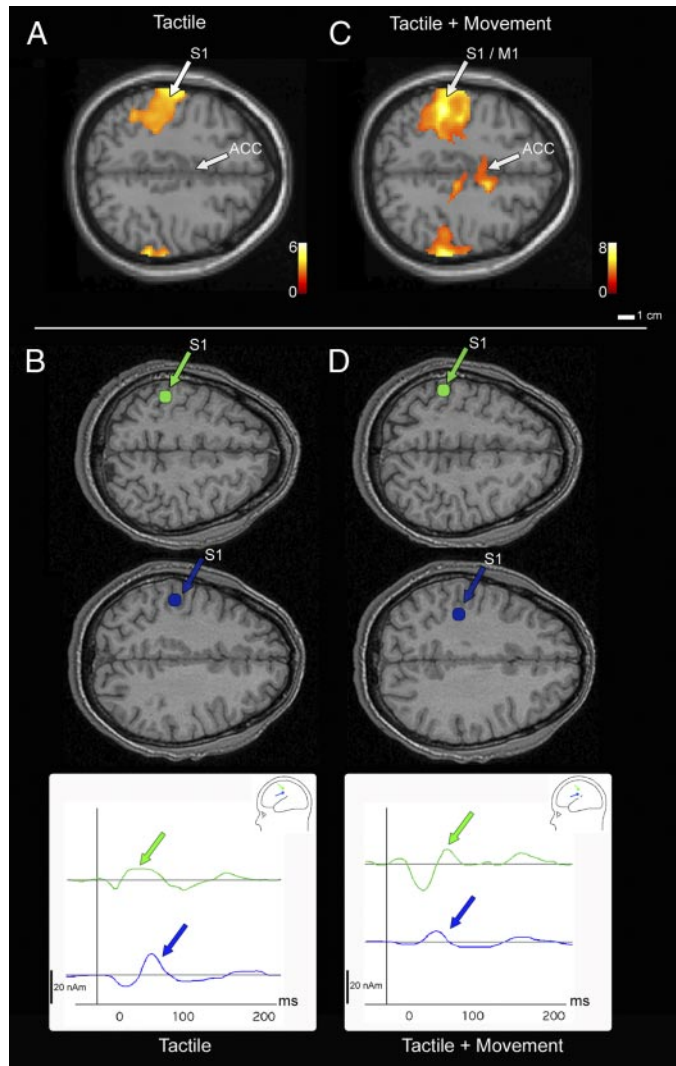 A
Tactile
S1
ACC
6
0
C
Tactile + Movement
S1 / M1
ACC
8
0
1 cm
B
S1
S1
D
S1
S1
20 nAm
ms
0 100 200
Tactile
20 nAm
ms
0 100 200
Tactile + Movement